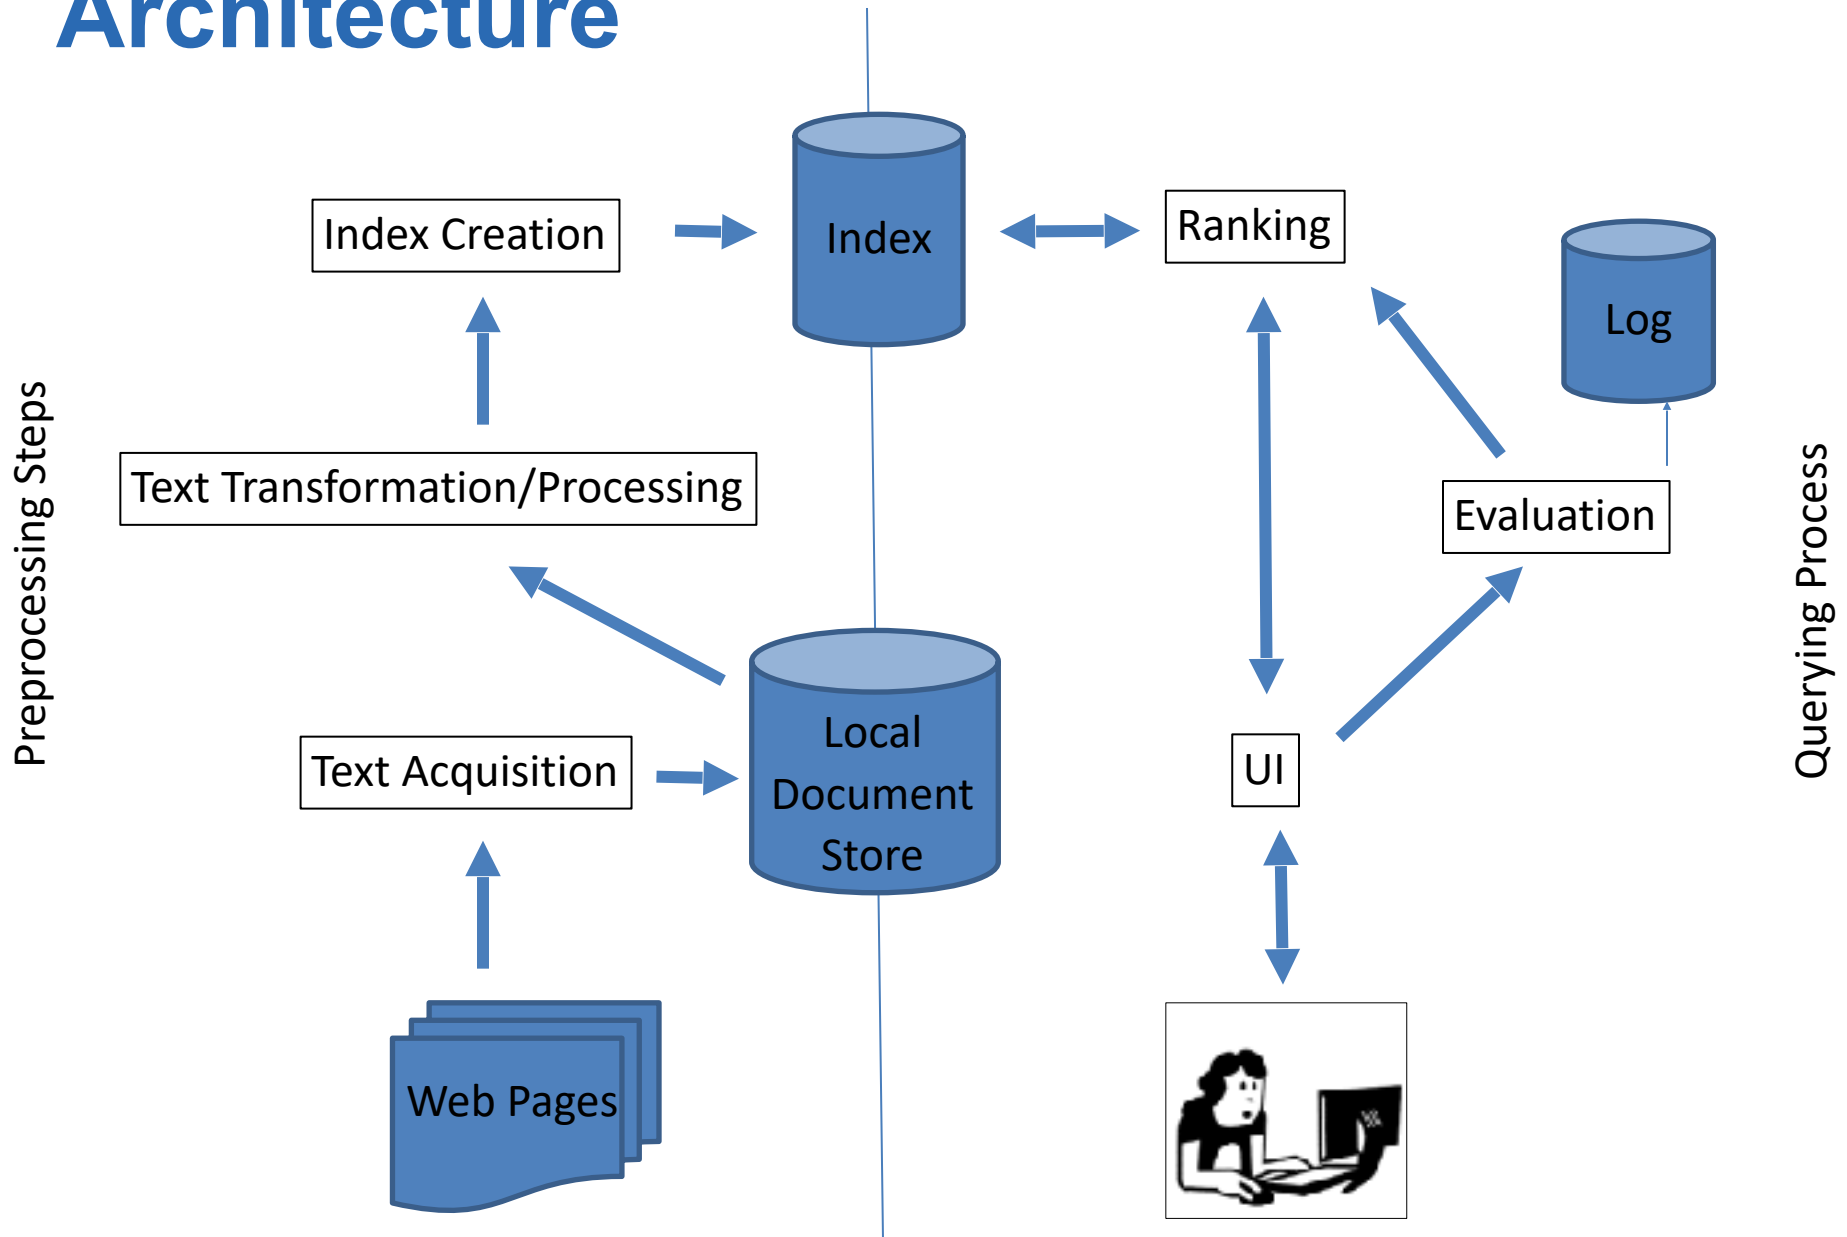 Architecture
Index Creation
Index
Ranking
Log
Preprocessing Steps
Text Transformation/Processing
Evaluation
Querying Process
Text Acquisition
Local
Document
Store
UI
Web Pages